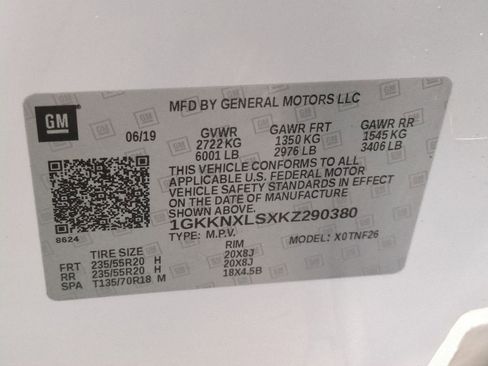 GM
MFD BY GENERAL MOTORS LLC
06/19 GVWR GAWR FRT GAWR RR
2722 KG 1350 KG 1545 KG
6001 LB 2976 LB 3406 LB
THIS VEHICLE CONFORMS TO ALL
APPLICABLE U.S. FEDERAL MOTOR
VEHICLE SAFETY STANDARDS IN EFFECT
ON THE DATE OF MANUFACTURE
SHOWN ABOVE.
1GKKNXLSXKZ290380
8624
TYPE: M.P.V. MODEL: X0TNF26
TIRE SIZE RIM
FRT 235/55R20 H 20X8J
RR 235/55R20 H 20X8J
SPA T135/70R18 M 18X4.5B